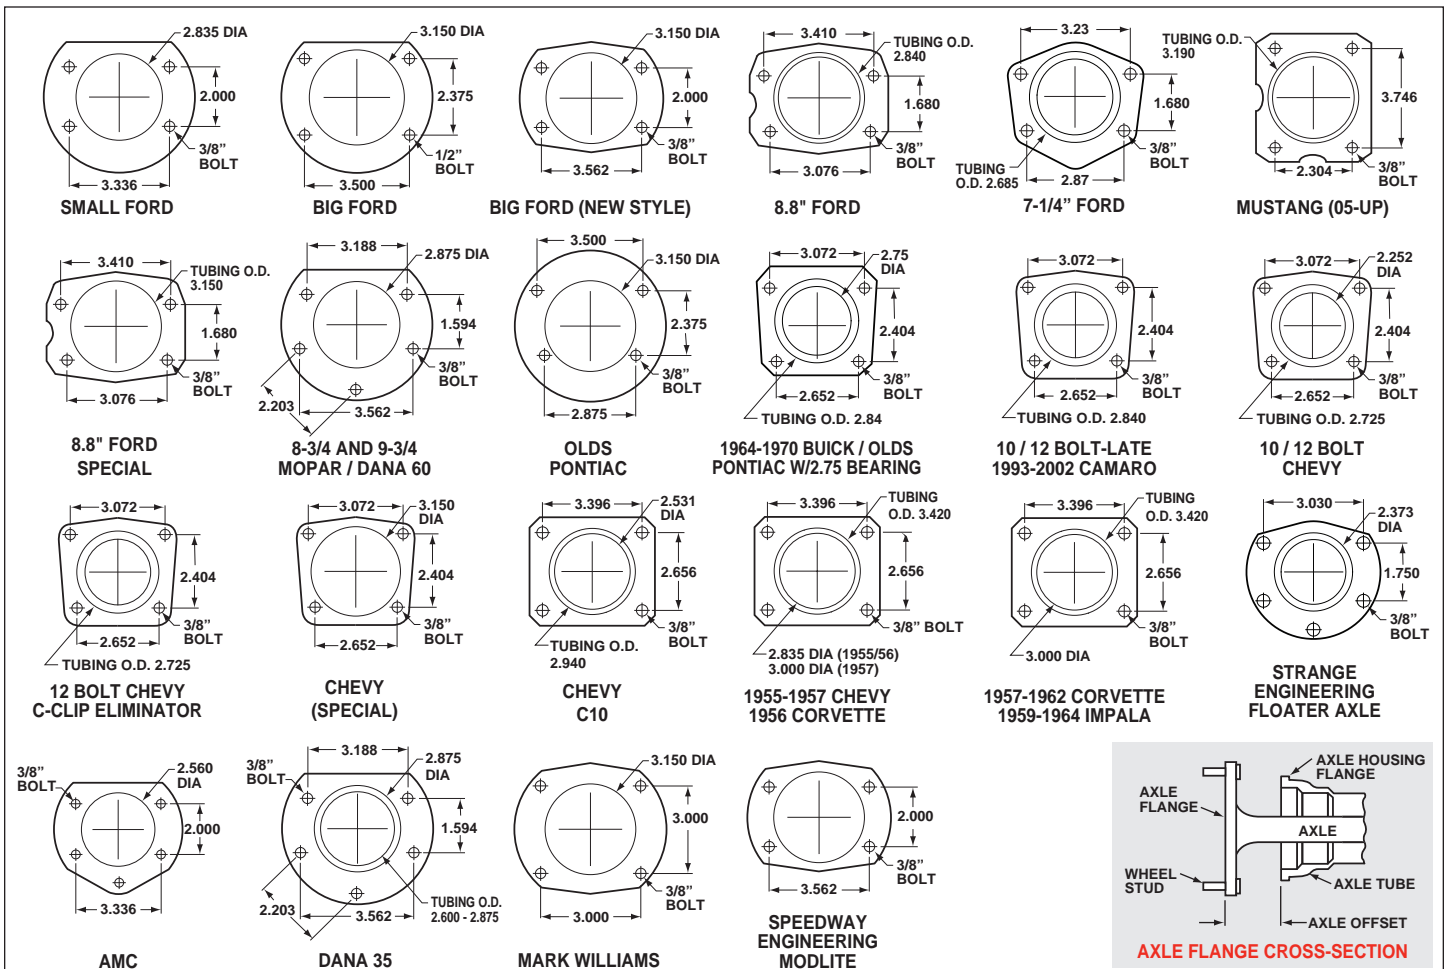 2.835 DIA
2.000
3/8”
BOLT
3.336
SMALL FORD
3.150 DIA
2.375
1/2”
BOLT
3.500
BIG FORD
3.150 DIA
2.000
3/8”
BOLT
3.562
BIG FORD (NEW STYLE)
3.410
TUBING O.D.
2.840
1.680
3/8”
BOLT
3.076
8.8" FORD
3.23
1.680
3/8”
BOLT
TUBING
O.D. 2.685
2.87
7-1/4” FORD
TUBING O.D.
3.190
3.746
3/8”
BOLT
2.304
MUSTANG (05-UP)
3.410
TUBING O.D.
3.150
1.680
3/8”
BOLT
3.076
8.8" FORD
SPECIAL
3.188
2.875 DIA
1.594
3/8”
BOLT
2.203
3.562
8-3/4 AND 9-3/4
MOPAR / DANA 60
3.500
3.150 DIA
2.375
3/8”
BOLT
2.875
OLDS
PONTIAC
3.072
2.75
DIA
2.404
3/8”
BOLT
2.652
TUBING O.D. 2.84
1964-1970 BUICK / OLDS
PONTIAC W/2.75 BEARING
3.072
2.404
3/8”
BOLT
2.652
TUBING O.D. 2.840
10 / 12 BOLT-LATE
1993-2002 CAMARO
3.072
2.252
DIA
2.404
3/8”
BOLT
2.652
TUBING O.D. 2.725
10 / 12 BOLT
CHEVY
3.072
2.404
3/8”
BOLT
2.652
TUBING O.D. 2.725
12 BOLT CHEVY
C-CLIP ELIMINATOR
3.072
3.150
DIA
2.404
3/8”
BOLT
2.652
CHEVY
(SPECIAL)
3.396
2.531
DIA
2.656
3/8”
BOLT
TUBING O.D.
2.940
CHEVY
C10
3.396
TUBING
O.D. 3.420
2.656
3/8” BOLT
2.835 DIA (1955/56)
3.000 DIA (1957)
1955-1957 CHEVY
1956 CORVETTE
3.396
TUBING
O.D. 3.420
2.656
3/8”
BOLT
3.000 DIA
1957-1962 CORVETTE
1959-1964 IMPALA
3.030
2.373
DIA
1.750
3/8”
BOLT
STRANGE
ENGINEERING
FLOATER AXLE
3/8”
BOLT
2.560
DIA
2.000
3.336
AMC
3/8”
BOLT
3.188
2.875
DIA
1.594
2.203
3.562
TUBING O.D.
2.600 - 2.875
DANA 35
3.150 DIA
3.000
3/8”
BOLT
3.000
MARK WILLIAMS
2.000
3/8”
BOLT
3.562
SPEEDWAY
ENGINEERING
MODLITE
AXLE HOUSING
FLANGE
AXLE
FLANGE
AXLE
WHEEL
STUD
AXLE TUBE
AXLE OFFSET
AXLE FLANGE CROSS-SECTION